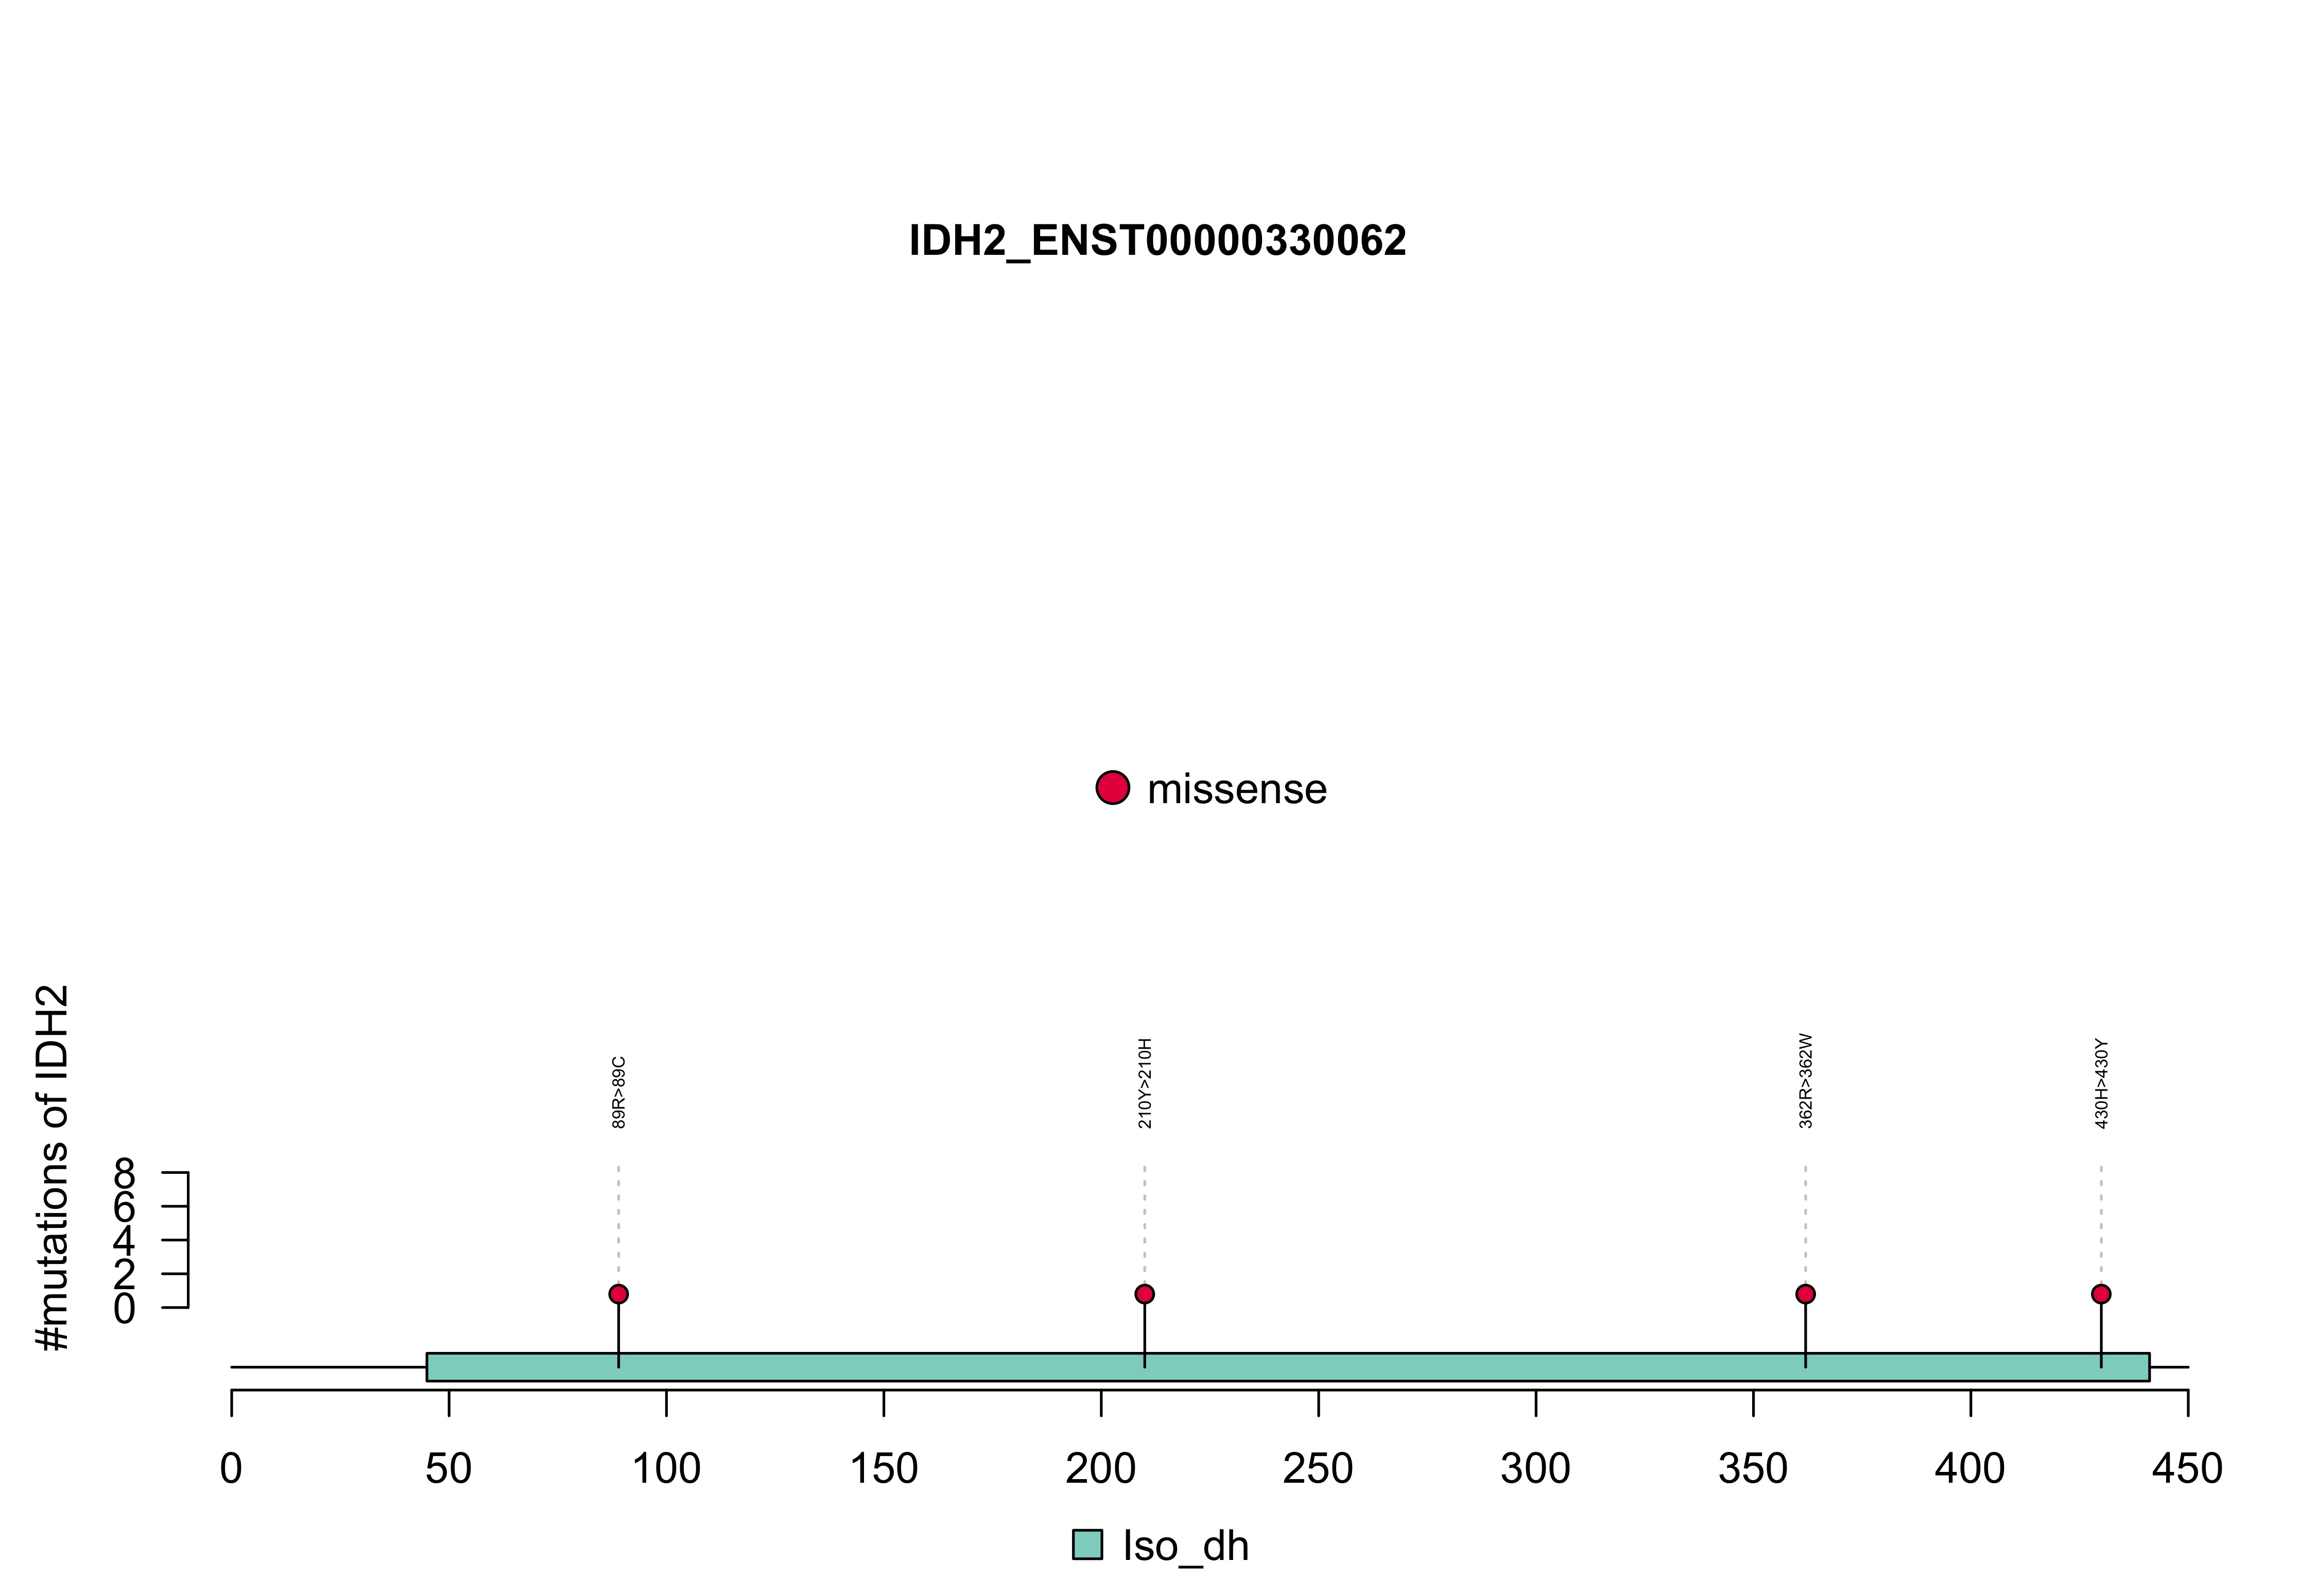 IDH2_ENST00000330062
missense
#mutations of IDH2
89R>89C
210Y>210H
362R>362W
430H>430Y
8
6
4
2
0
0 50 100 150 200 250 300 350 400 450
Iso_dh